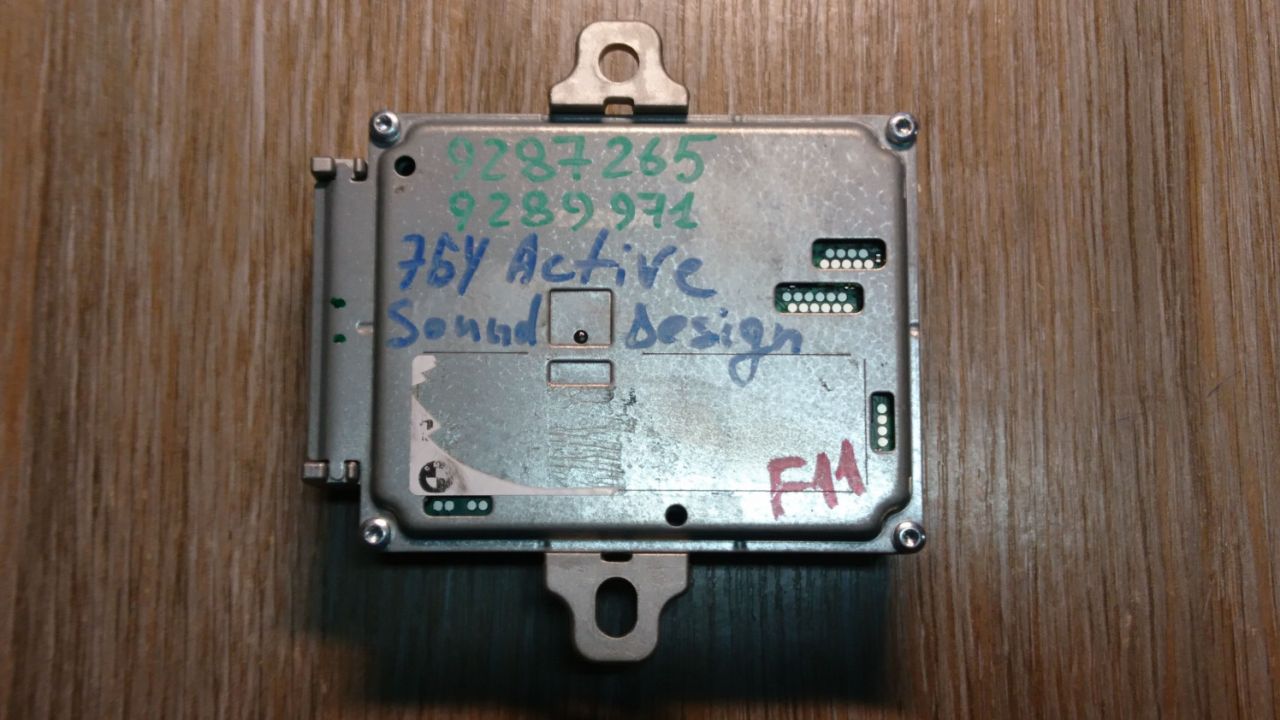 9287265
9289971
76Y Active
Sound Design
F11